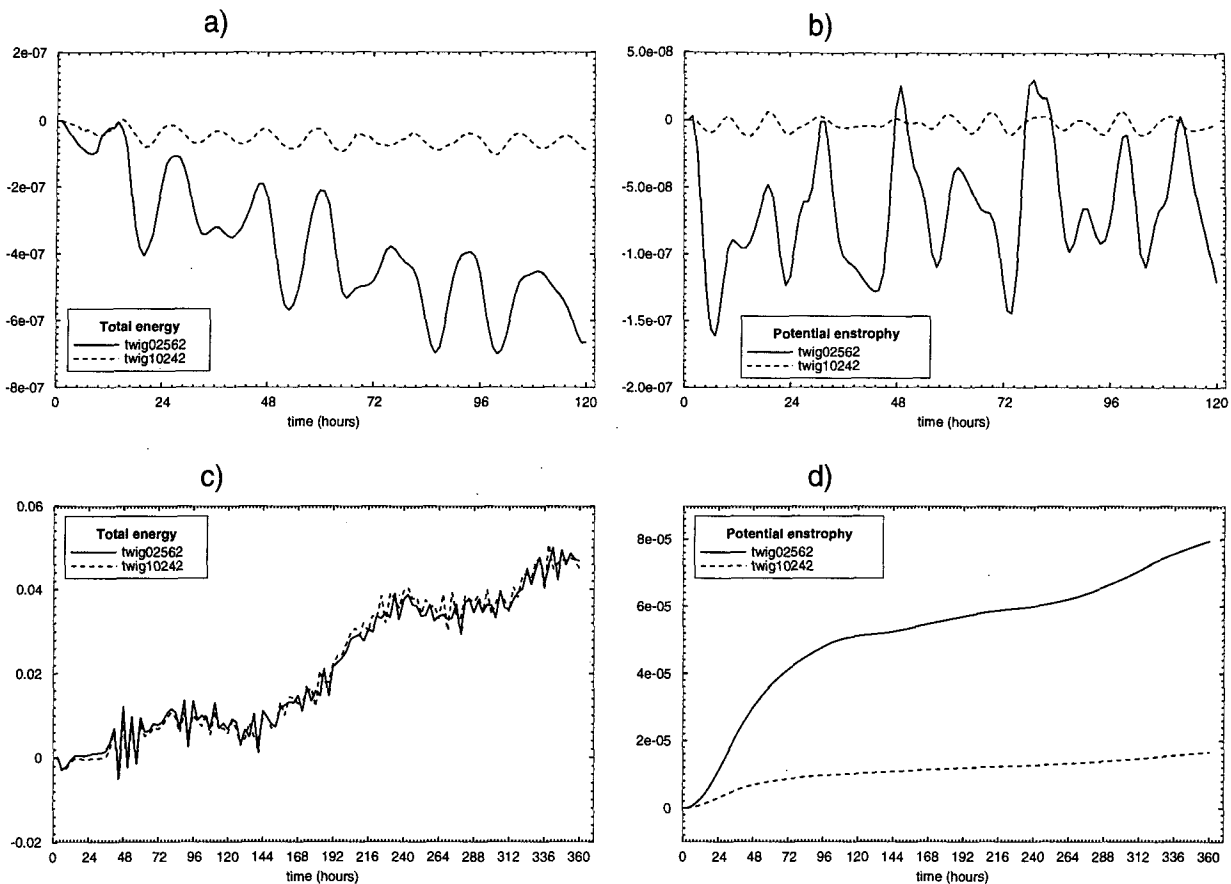 a)
2e-07
0
-2e-07
-4e-07
-6e-07
-8e-07
Total energy
twig02562
twig10242
0 24 48 72 96 120
time (hours)
b)
5.0e-08
0
-5.0e-08
-1.0e-07
-1.5e-07
-2.0e-07
Potential enstrophy
twig02562
twig10242
0 24 48 72 96 120
time (hours)
c)
0.06
0.04
0.02
0
-0.02
Total energy
twig02562
twig10242
0 24 48 72 96 120 144 168 192 216 240 264 288 312 336 360
time (hours)
d)
8e-05
6e-05
4e-05
2e-05
0
Potential enstrophy
twig02562
twig10242
0 24 48 72 96 120 144 168 192 216 240 264 288 312 336 360
time (hours)